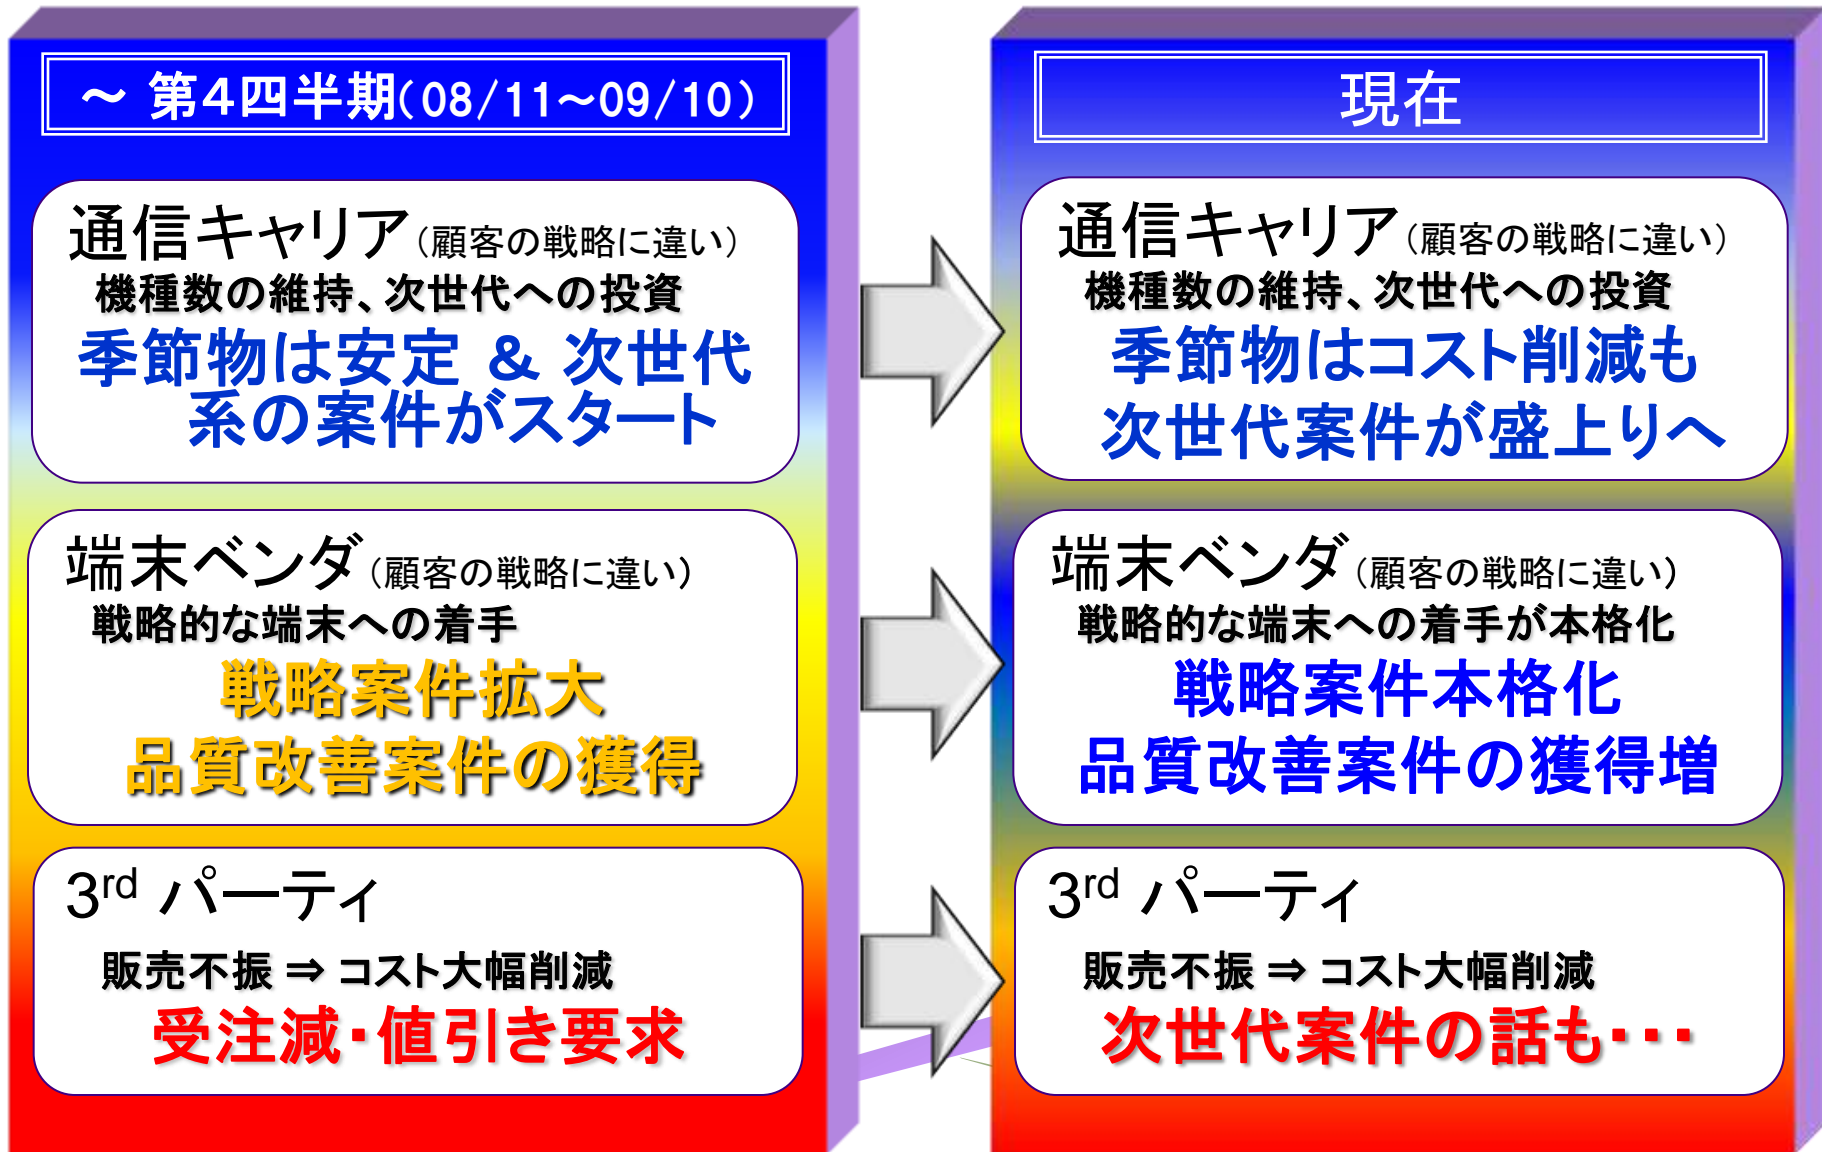 ～ 第4四半期(08/11～09/10)
通信キャリア(顧客の戦略に違い)
機種数の維持、次世代への投資
季節物は安定 & 次世代
系の案件がスタート
端末ベンダ(顧客の戦略に違い)
戦略的な端末への着手
戦略案件拡大
品質改善案件の獲得
3rd パーティ
販売不振 ⇒ コスト大幅削減
受注減・値引き要求
現在
通信キャリア(顧客の戦略に違い)
機種数の維持、次世代への投資
季節物はコスト削減も
次世代案件が盛上りへ
端末ベンダ(顧客の戦略に違い)
戦略的な端末への着手が本格化
戦略案件本格化
品質改善案件の獲得増
3rd パーティ
販売不振 ⇒ コスト大幅削減
次世代案件の話も・・・